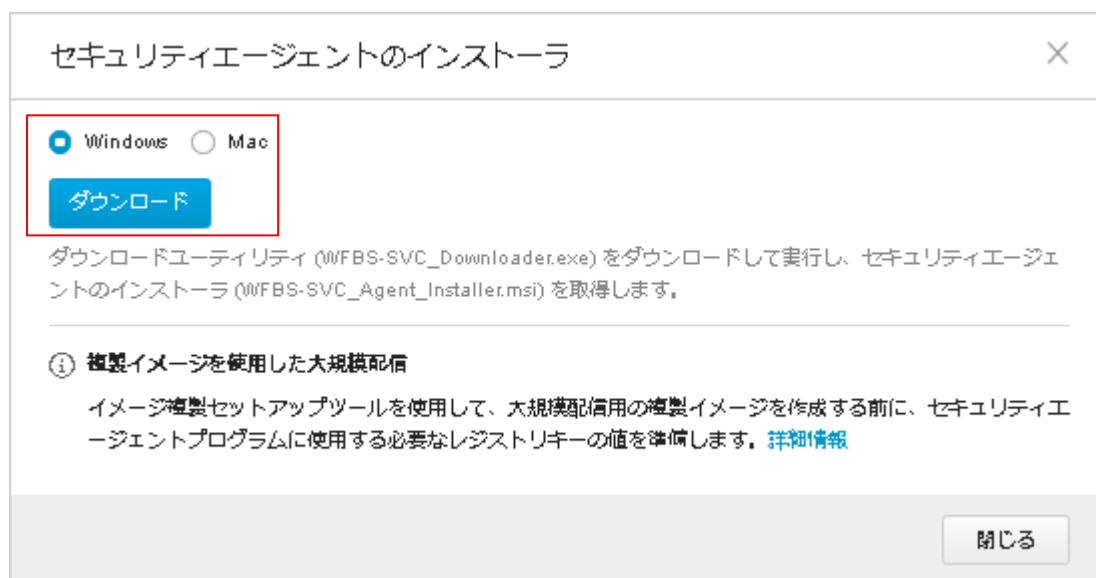 セキュリティエージェントのインストーラ
Windows Mac
ダウンロード
ダウンロードユーティリティ (WFBS-SVC_Downloader.exe) をダウンロードして実行し、セキュリティエージェ
ントのインストーラ (WFBS-SVC_Agent_Installer.msi) を取得します。
複製イメージを使用した大規模配信
イメージ複製セットアップツールを使用して、大規模配信用の複製イメージを作成する前に、セキュリティエ
ージェントプログラムに使用する必要なレジストリキーの値を準備します。詳細情報
閉じる